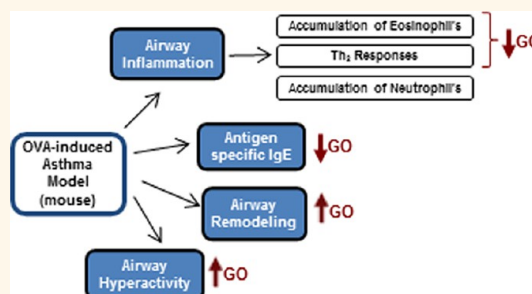 Airway
Inflammation
Accumulation of Eosinophil's
Th₂ Responses
Accumulation of Neutrophil's
↓GO
OVA-induced
Asthma
Model
(mouse)
Antigen
specific IgE
↓GO
Airway
Remodeling
↑GO
Airway
Hyperactivity
↑GO